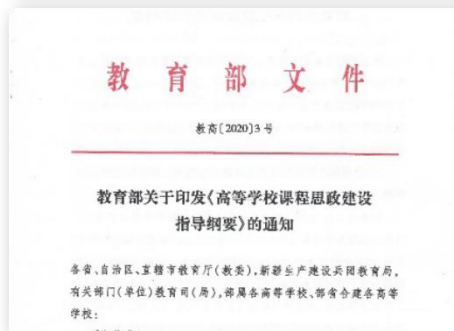 教育部文件
教高〔2020〕3号
教育部关于印发《高等学校课程思政建设
指导纲要》的通知
各省、自治区、直辖市教育厅(教委),新疆生产建设兵团教育局,
有关部门(单位)教育司(局),部属各高等学校、部省合建各高等
学校: